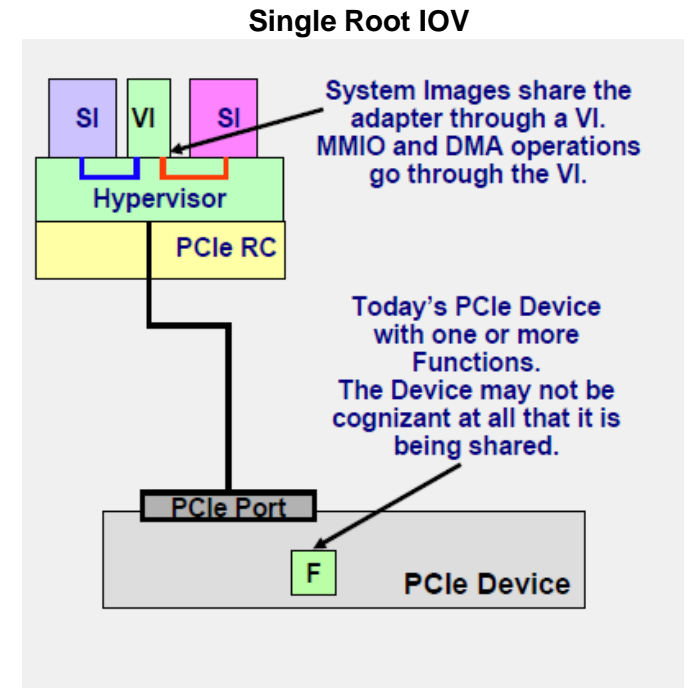 Single Root IOV
SI
VI
SI
System Images share the
adapter through a VI.
MMIO and DMA operations
go through the VI.
Hypervisor
PCIe RC
Today's PCIe Device
with one or more
Functions.
The Device may not be
cognizant at all that it is
being shared.
PCIe Port
F
PCIe Device